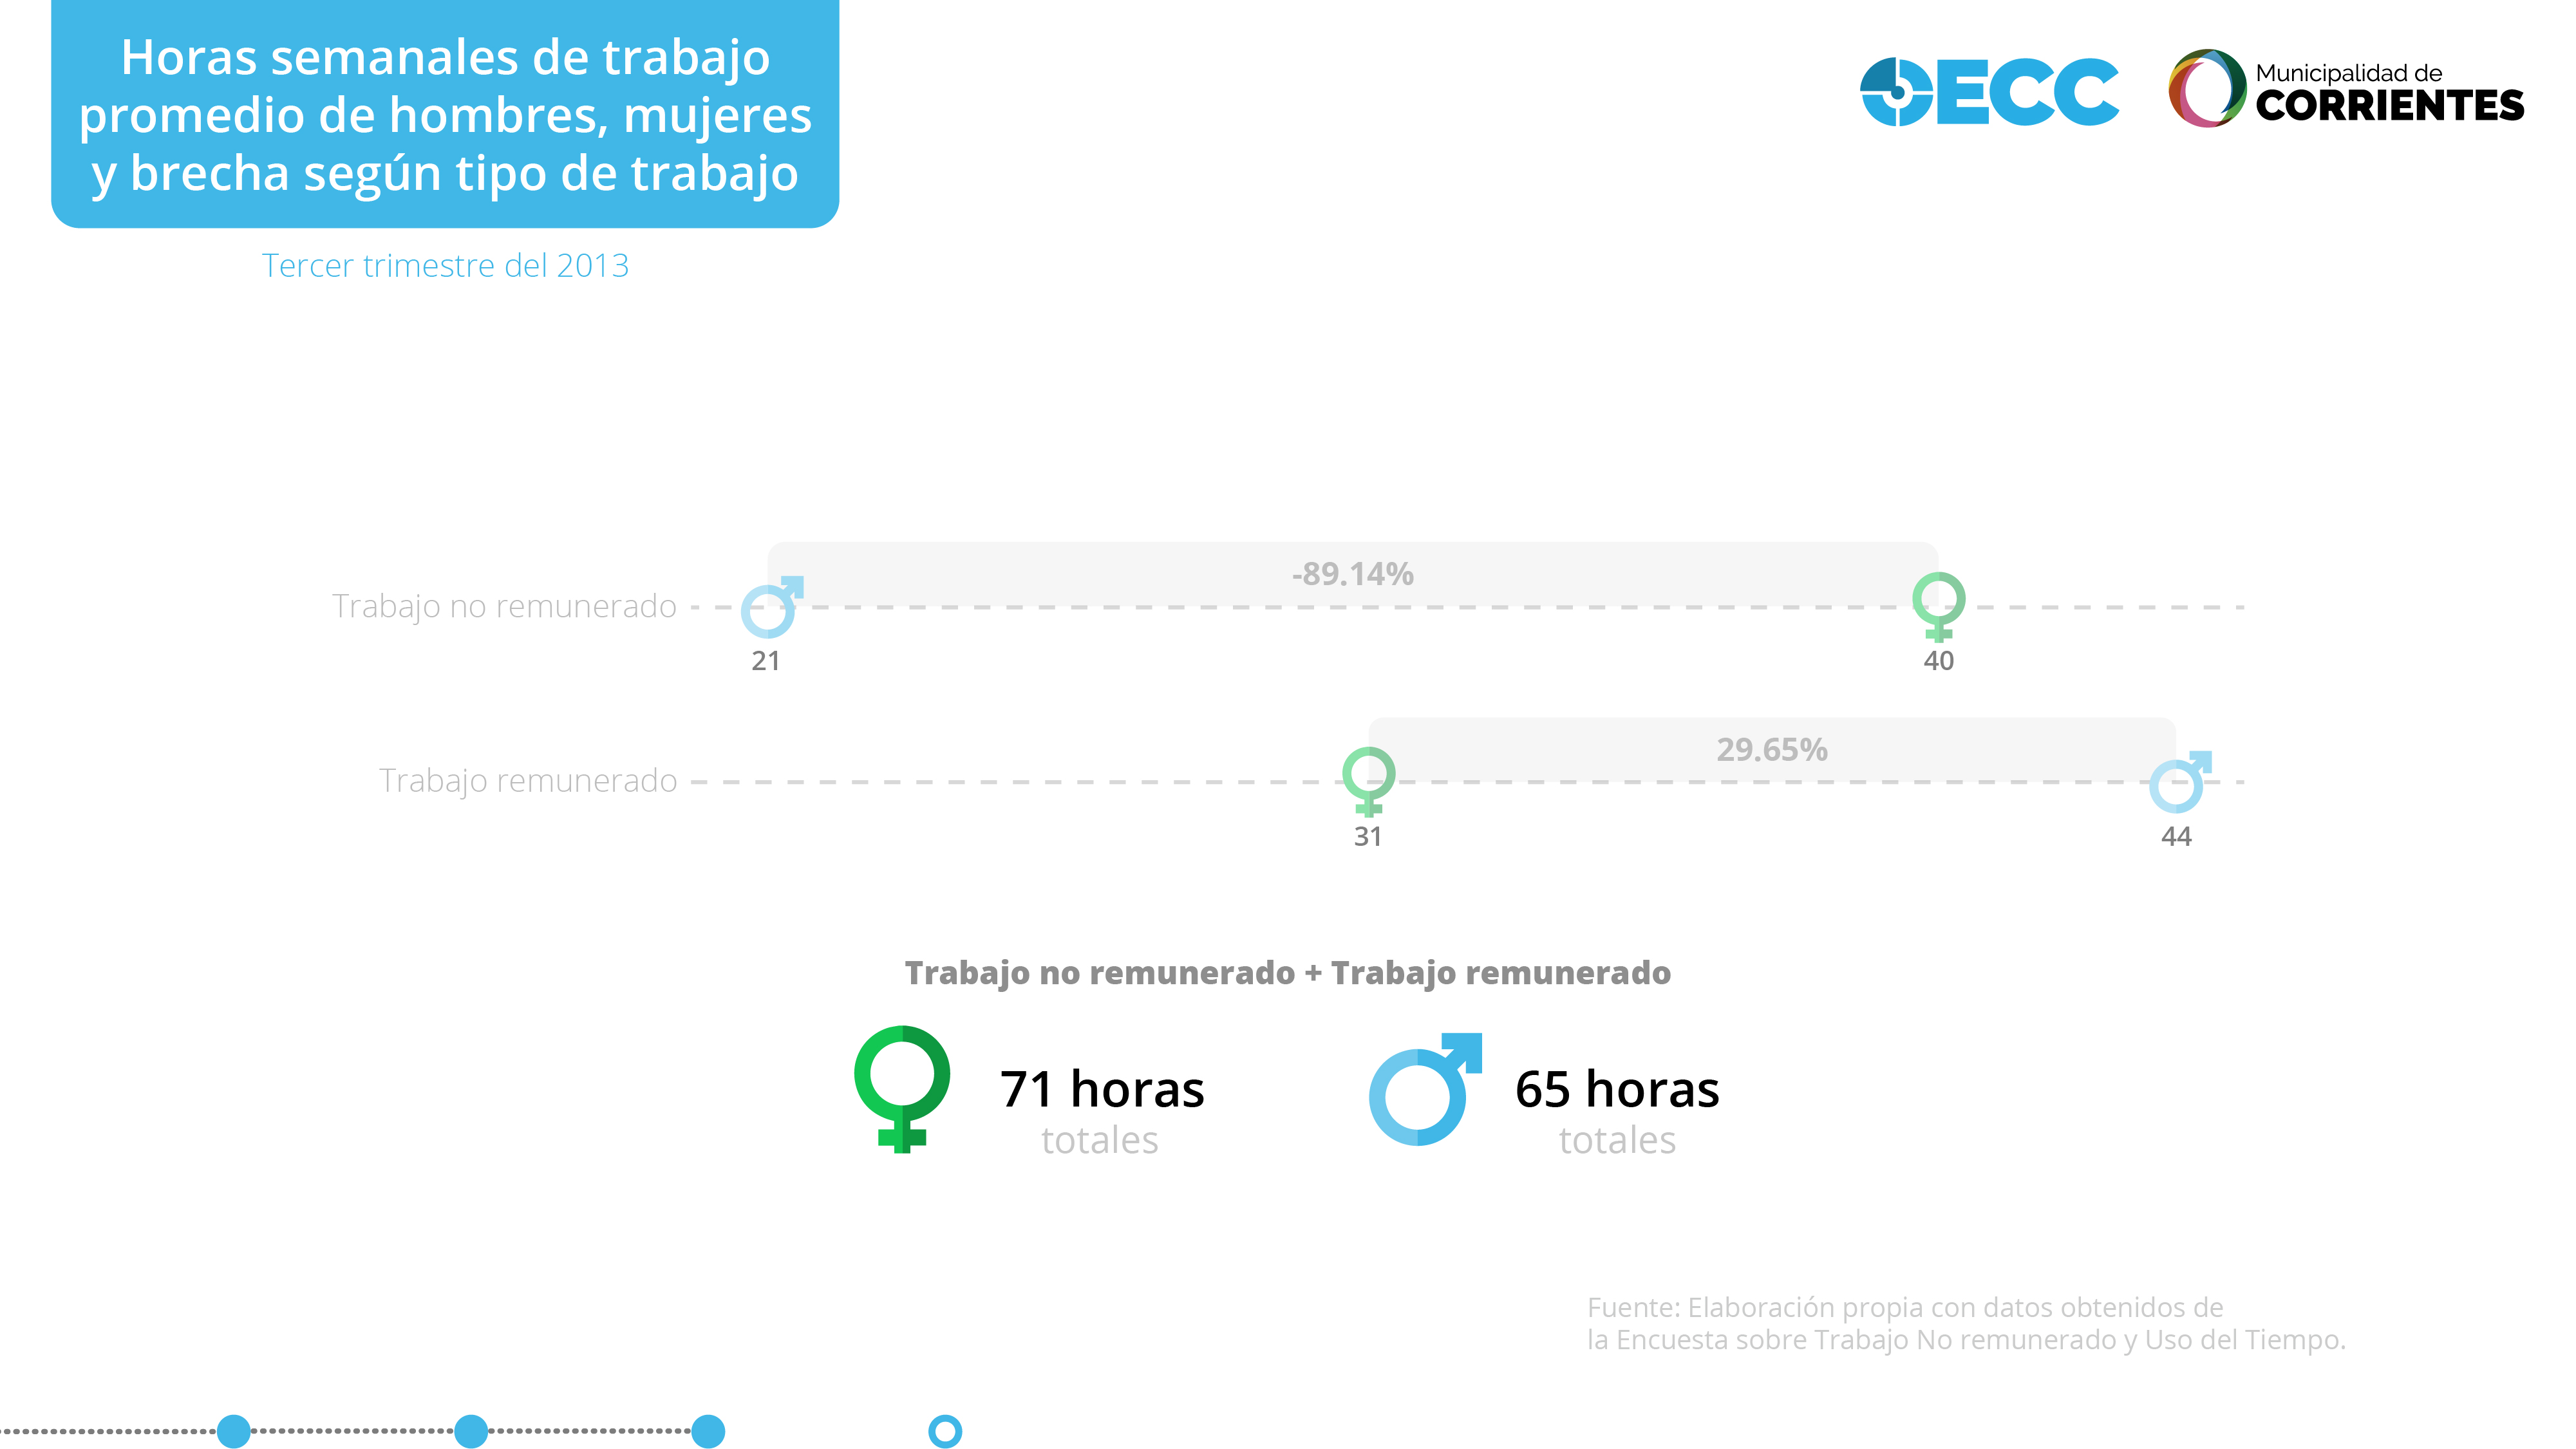 Horas semanales de trabajo
promedio de hombres, mujeres
y brecha según tipo de trabajo
Tercer trimestre del 2013
OECC
Municipalidad de
CORRIENTES
-89.14%
Trabajo no remunerado
21
40
29.65%
Trabajo remunerado
31
44
Trabajo no remunerado + Trabajo remunerado
71 horas
totales
65 horas
totales
Fuente: Elaboración propia con datos obtenidos de
la Encuesta sobre Trabajo No remunerado y Uso del Tiempo.